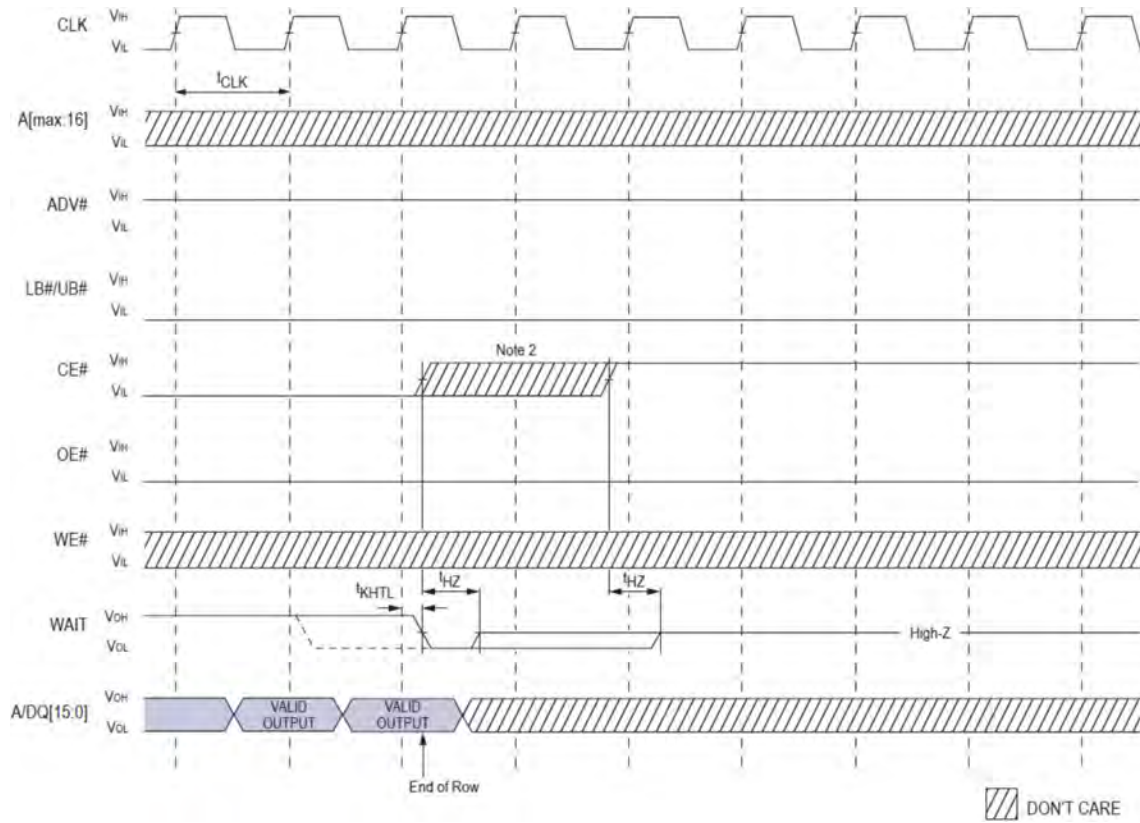 CLK VIH
VIL
tCLK
A[max:16] VIH
VIL
ADV# VIH
VIL
LB#/UB# VIH
VIL
Note 2
CE# VIH
VIL
OE# VIH
VIL
WE# VIH
VIL
tKHTL tHZ tHZ
WAIT VOH
VOL
High-Z
A/DQ[15:0] VOH
VOL
VALID OUTPUT
VALID OUTPUT
End of Row
DON'T CARE